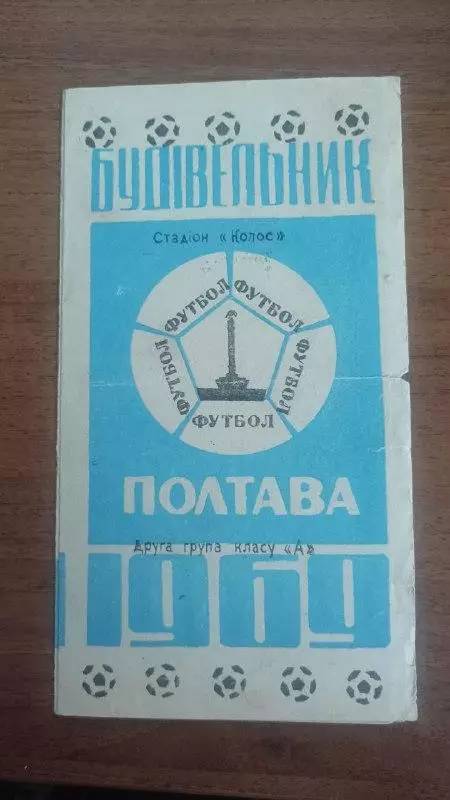 БУДІВЕЛЬНИК
Стадіон «Колос»
ФУТБОЛ
ФУТБОЛ
ФУТБОЛ
ФУТБОЛ
ФУТБОЛ
ПОЛТАВА
Друга група класу «А»
1969